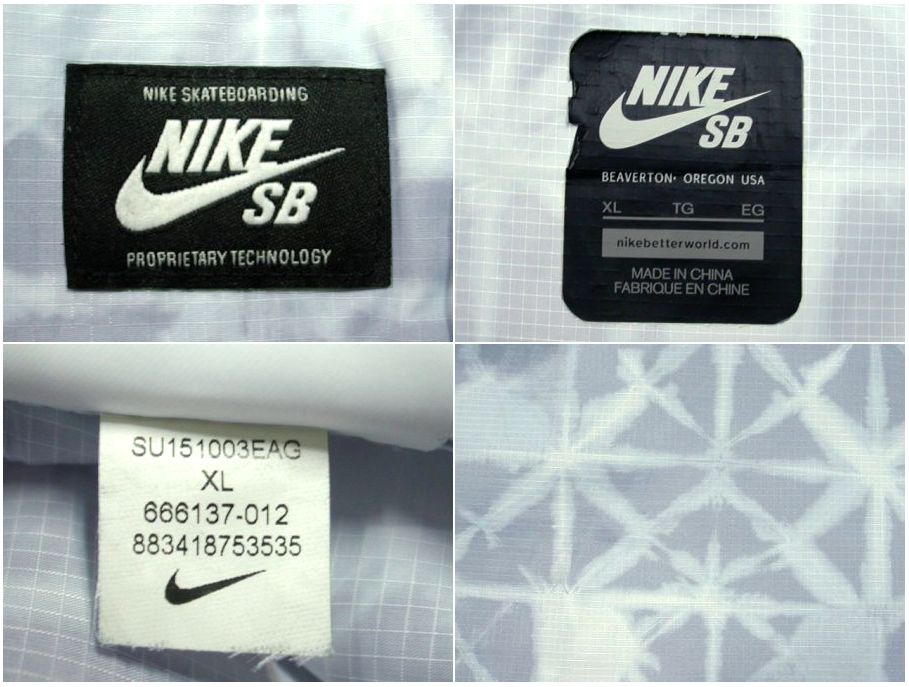 NIKE SKATEBOARDING
NIKE
SB
PROPRIETARY TECHNOLOGY
NIKE
SB
BEAVERTON· OREGON USA
XL TG EG
nikebetterworld.com
MADE IN CHINA
FABRIQUE EN CHINE
SU151003EAG
XL
666137-012
883418753535